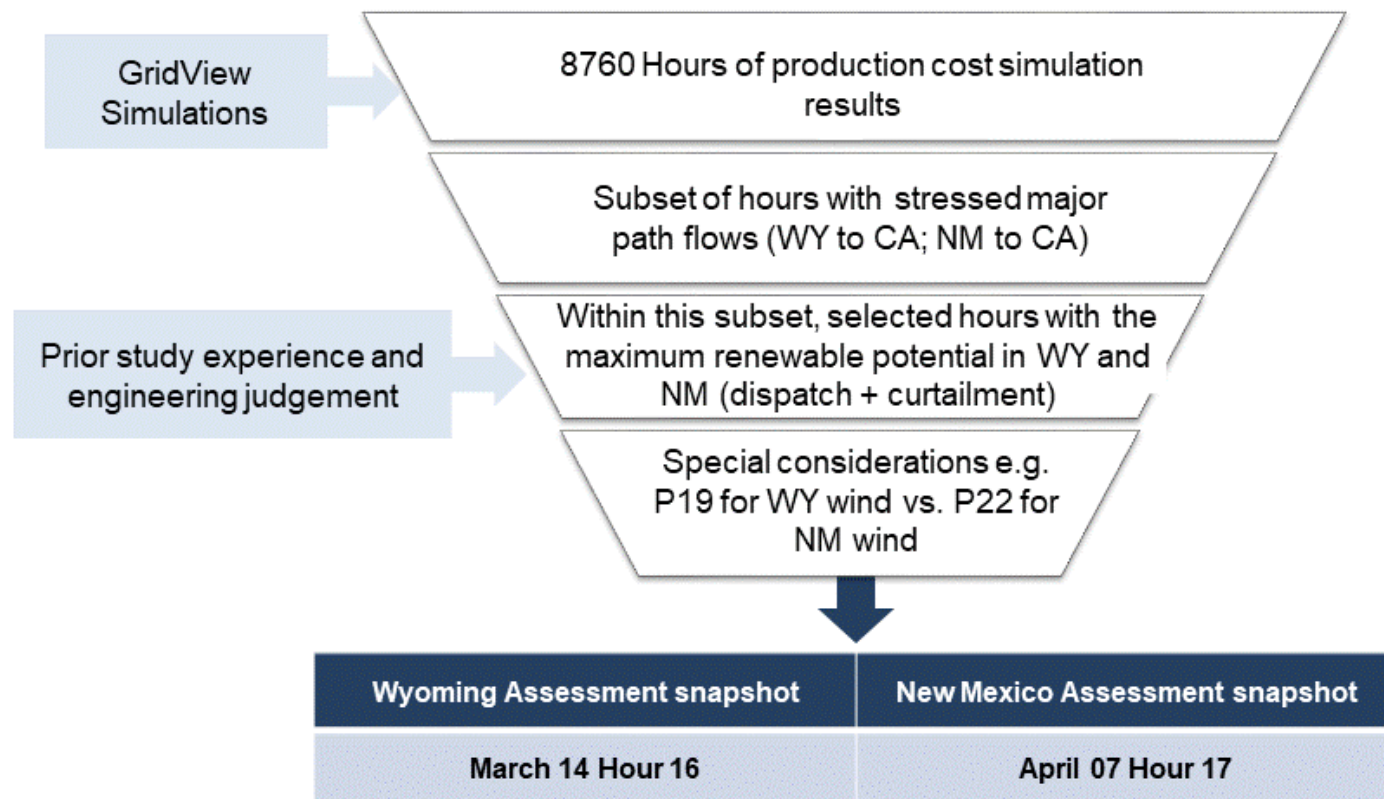 GridView
Simulations
8760 Hours of production cost simulation
results
Subset of hours with stressed major
path flows (WY to CA; NM to CA)
Prior study experience and
engineering judgement
Within this subset, selected hours with the
maximum renewable potential in WY and
NM (dispatch + curtailment)
Special considerations e.g.
P19 for WY wind vs. P22 for
NM wind
Wyoming Assessment snapshot
New Mexico Assessment snapshot
March 14 Hour 16
April 07 Hour 17